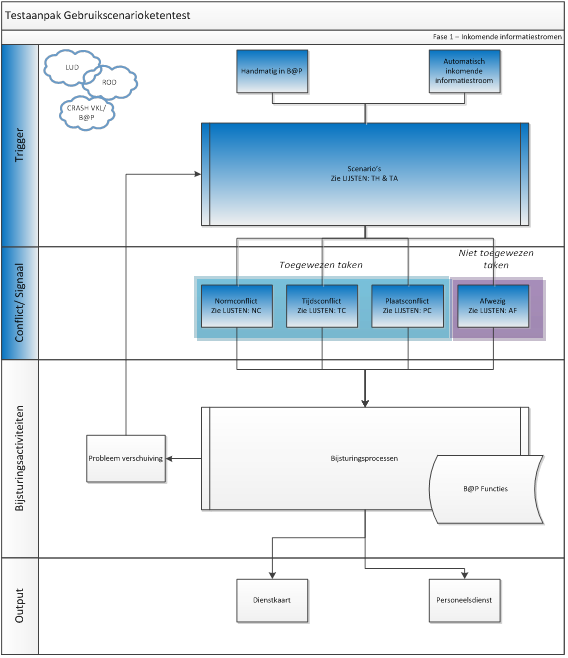 Testaanpak Gebruikscenarioketentest
Fase 1 – Inkomende informatiestromen
Trigger
LUD
ROD
CRASH VKL/
B@P
Handmatig in B@P
Automatisch
inkomende
informatiestroom
Scenario's
Zie LIJSTEN: TH & TA
Conflict/ Signaal
Toegewezen taken
Niet toegewezen
taken
Normconflict
Zie LIJSTEN: NC
Tijdsconflict
Zie LIJSTEN: TC
Plaatsconflict
Zie LIJSTEN: PC
Afwezig
Zie LIJSTEN: AF
Bijsturingsactiviteiten
Probleem verschuiving
Bijsturingsprocessen
B@P Functies
Output
Dienstkaart
Personeelsdienst